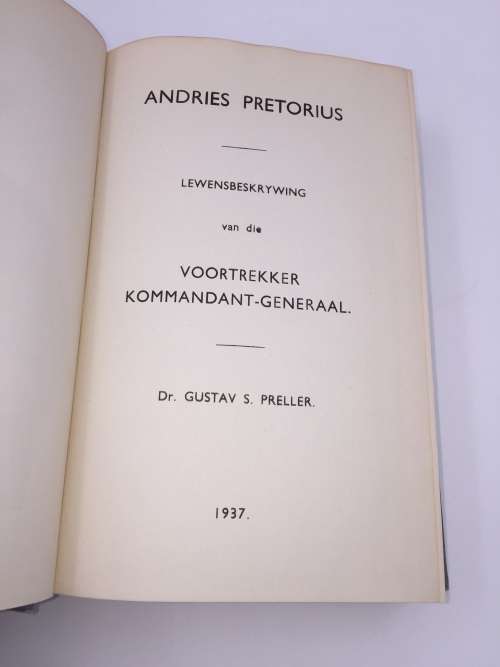 ANDRIES PRETORIUS
LEWENSBESKRYWING
van die
VOORTREKKER
KOMMANDANT-GENERAAL.
Dr. GUSTAV S. PRELLER.
1937.